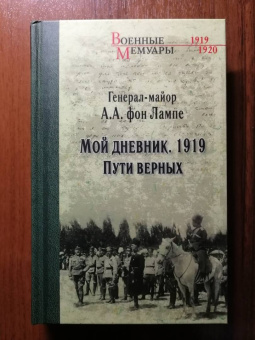 Военные 1919
Мемуары 1920
Генерал-майор
А.А. фон Лампе
Мой дневник. 1919
Пути верных